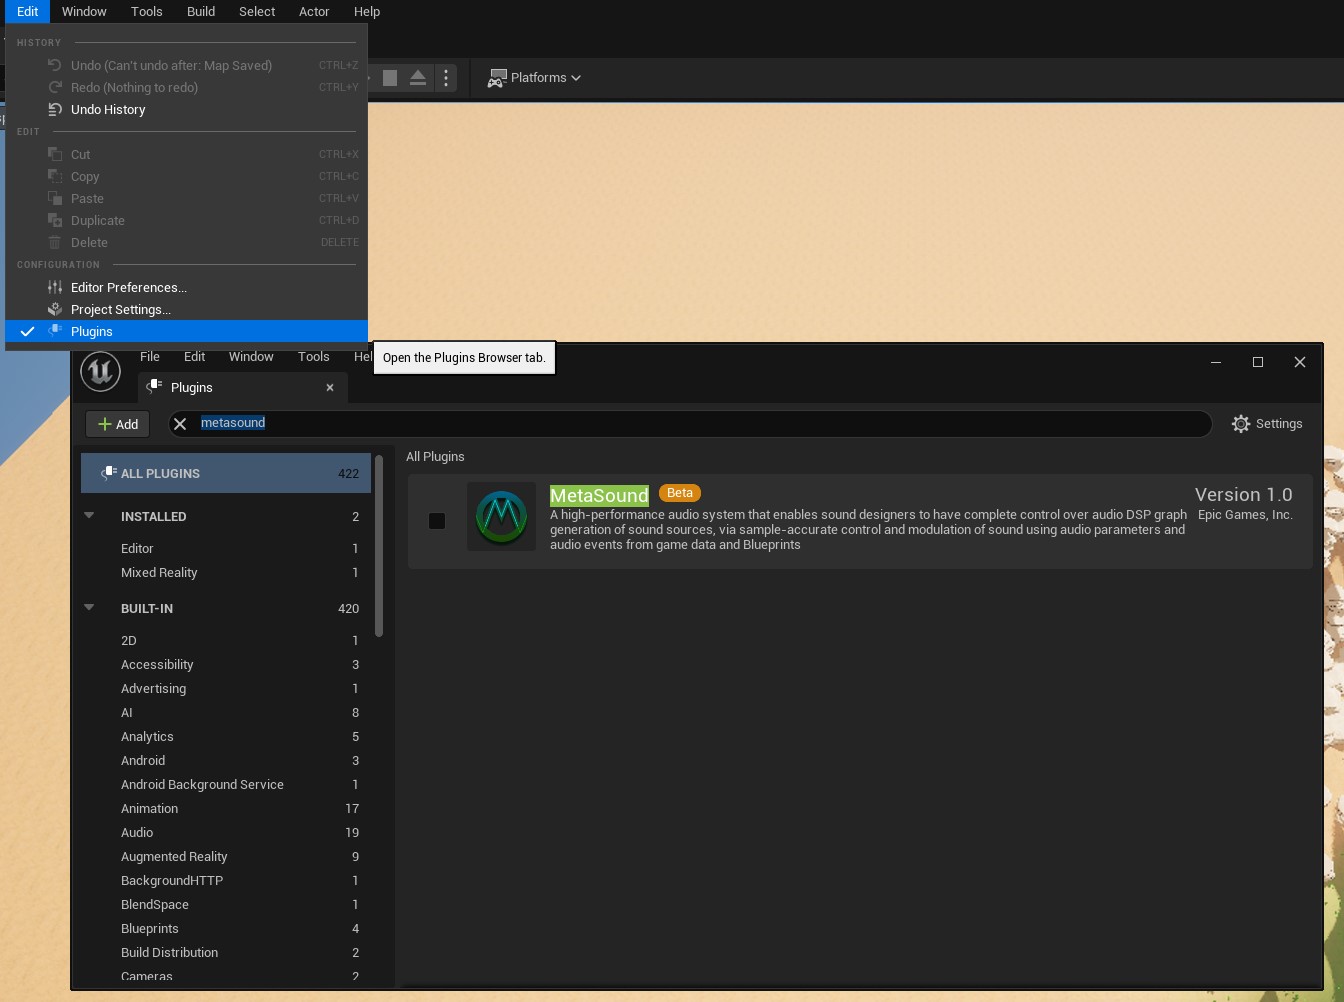 Edit Window Tools Build Select Actor Help
HISTORY
Undo (Can't undo after: Map Saved) CTRL+Z
Redo (Nothing to redo) CTRL+Y
Undo History
EDIT
Cut CTRL+X
Copy CTRL+C
Paste CTRL+V
Duplicate CTRL+D
Delete DELETE
CONFIGURATION
Editor Preferences...
Project Settings...
Plugins
Platforms
Open the Plugins Browser tab.
File Edit Window Tools
Plugins
Add
metasound
Settings
ALL PLUGINS 422
INSTALLED 2
Editor 1
Mixed Reality 1
BUILT-IN 420
2D 1
Accessibility 3
Advertising 1
AI 8
Analytics 5
Android 3
Android Background Service 1
Animation 17
Audio 19
Augmented Reality 9
BackgroundHTTP 1
BlendSpace 1
Blueprints 4
Build Distribution 2
Cameras 2
All Plugins
MetaSound Beta
Version 1.0
A high-performance audio system that enables sound designers to have complete control over audio DSP graph
generation of sound sources, via sample-accurate control and modulation of sound using audio parameters and
audio events from game data and Blueprints
Epic Games, Inc.